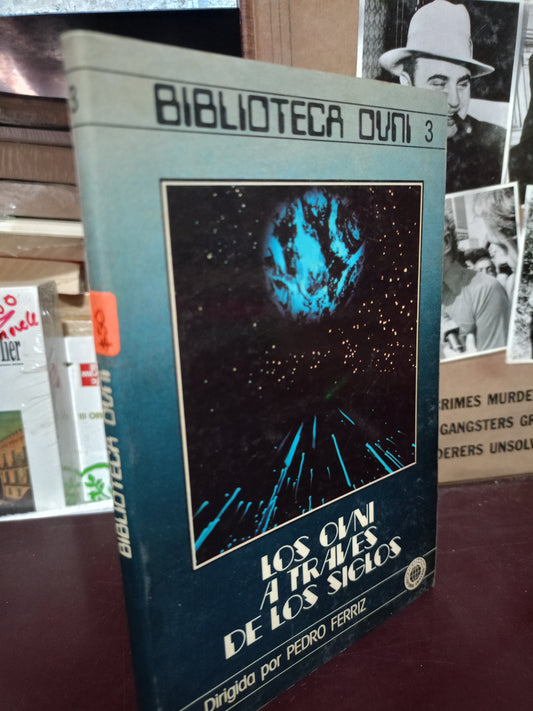 BIBLIOTECA OVNI 3
LOS OVNI
A TRAVES
DE LOS SIGLOS
Dirigida por PEDRO FERRIZ
3
$80
BIBLIOTECA OVNI
CRIMES MURDE
GANGSTERS GR
DERERS UNSOLV